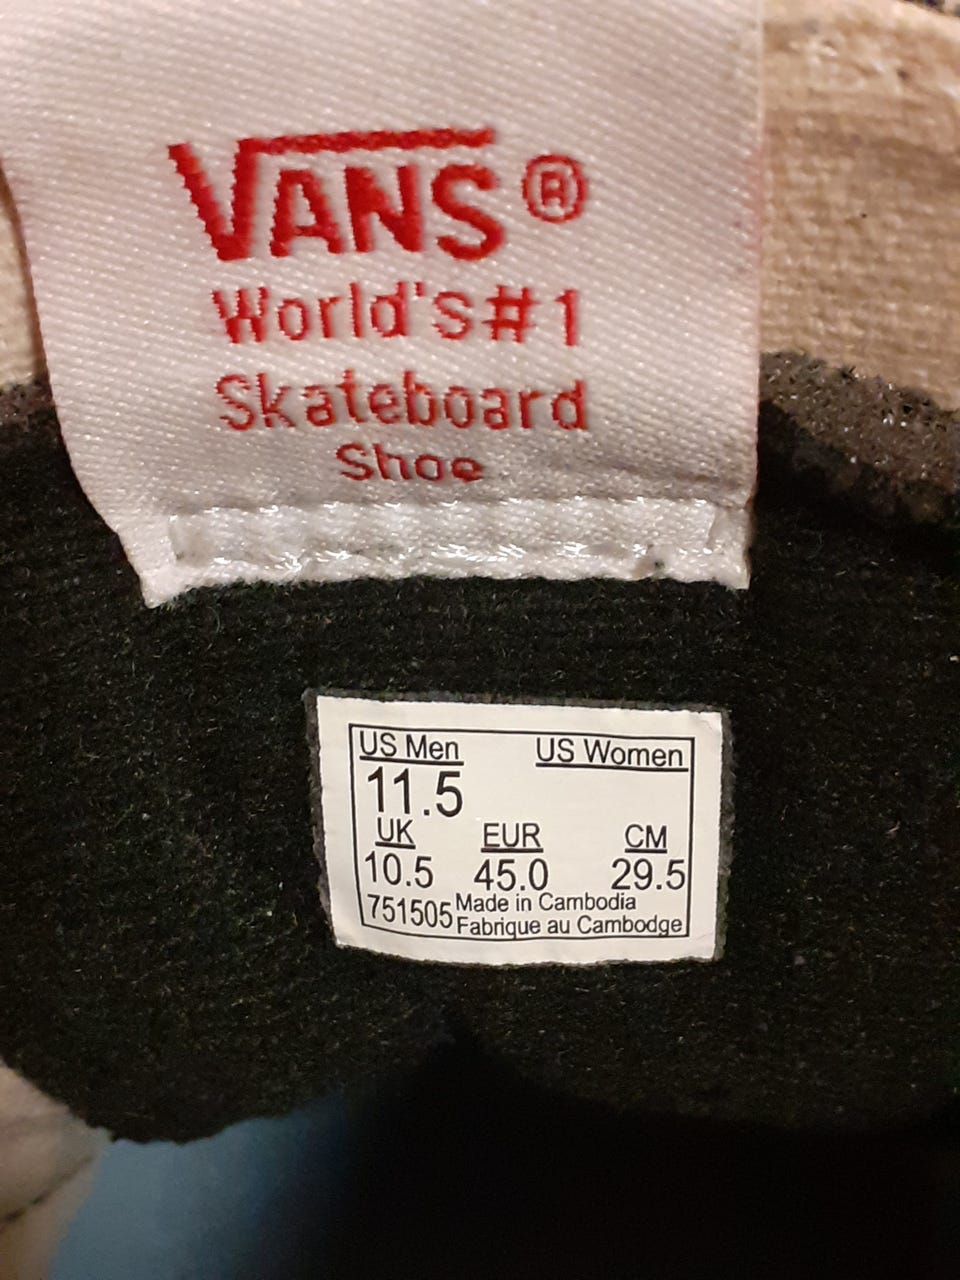 VANS®
World's #1
Skateboard
Shoe
US Men US Women
11.5
UK EUR CM
10.5 45.0 29.5
751505 Made in Cambodia
Fabrique au Cambodge